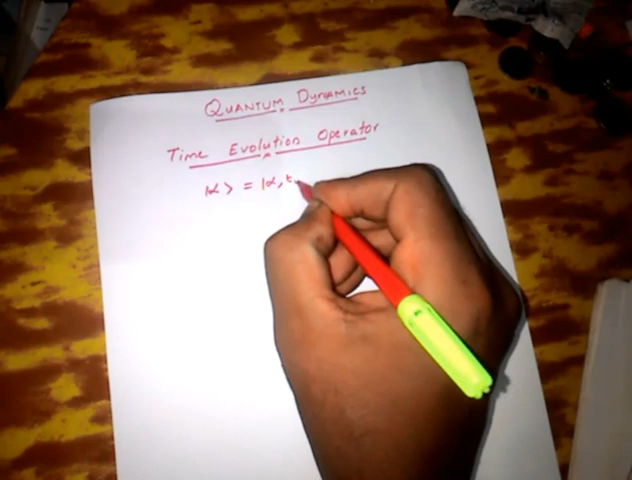 QUANTUM DYNAMICS
Time Evolution Operator
|α> = |α, t